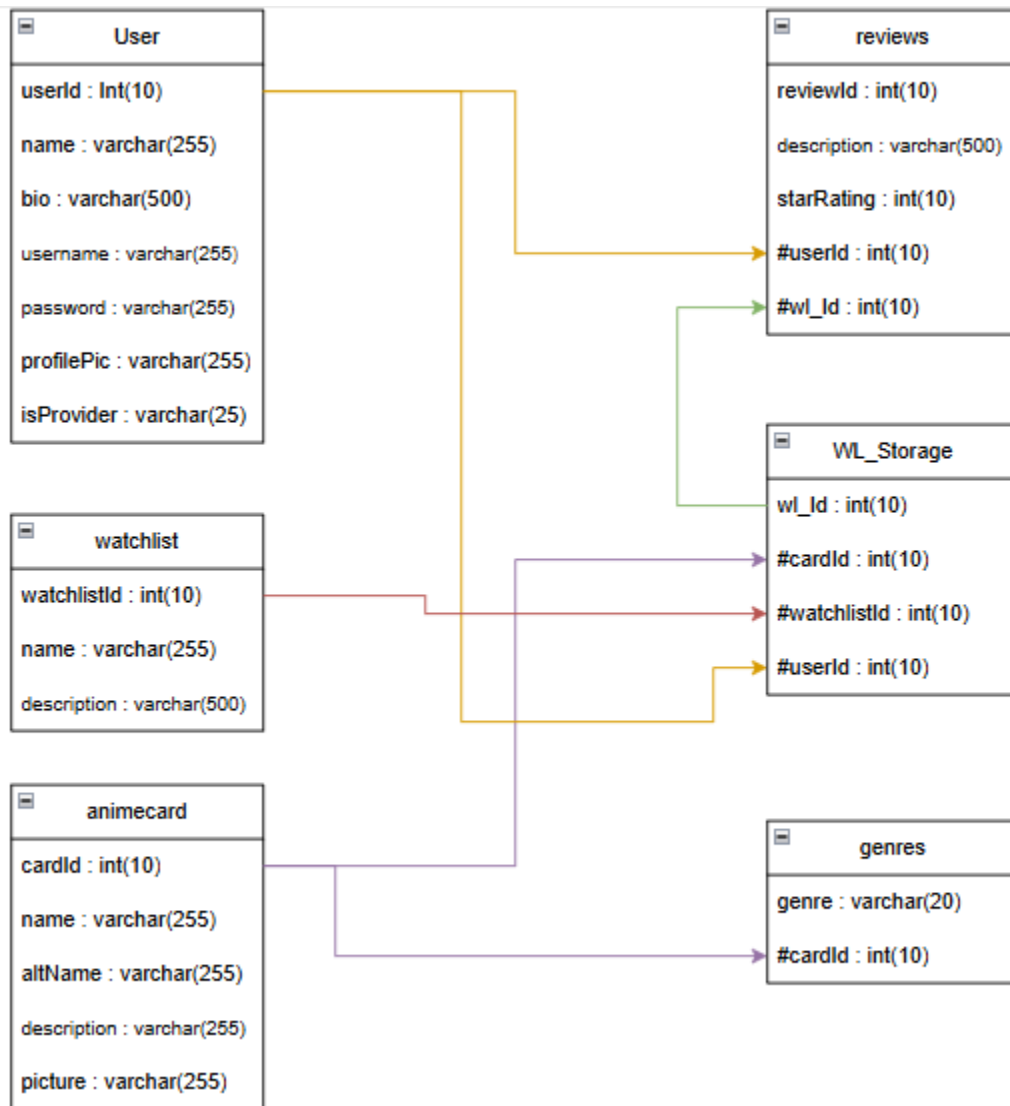 User
userId : Int(10)
name : varchar(255)
bio : varchar(500)
username : varchar(255)
password : varchar(255)
profilePic : varchar(255)
isProvider : varchar(25)
watchlist
watchlistId : int(10)
name : varchar(255)
description : varchar(500)
animecard
cardId : int(10)
name : varchar(255)
altName : varchar(255)
description : varchar(255)
picture : varchar(255)
reviews
reviewId : int(10)
description : varchar(500)
starRating : int(10)
#userId : int(10)
#wl_Id : int(10)
WL_Storage
wl_Id : int(10)
#cardId : int(10)
#watchlistId : int(10)
#userId : int(10)
genres
genre : varchar(20)
#cardId : int(10)